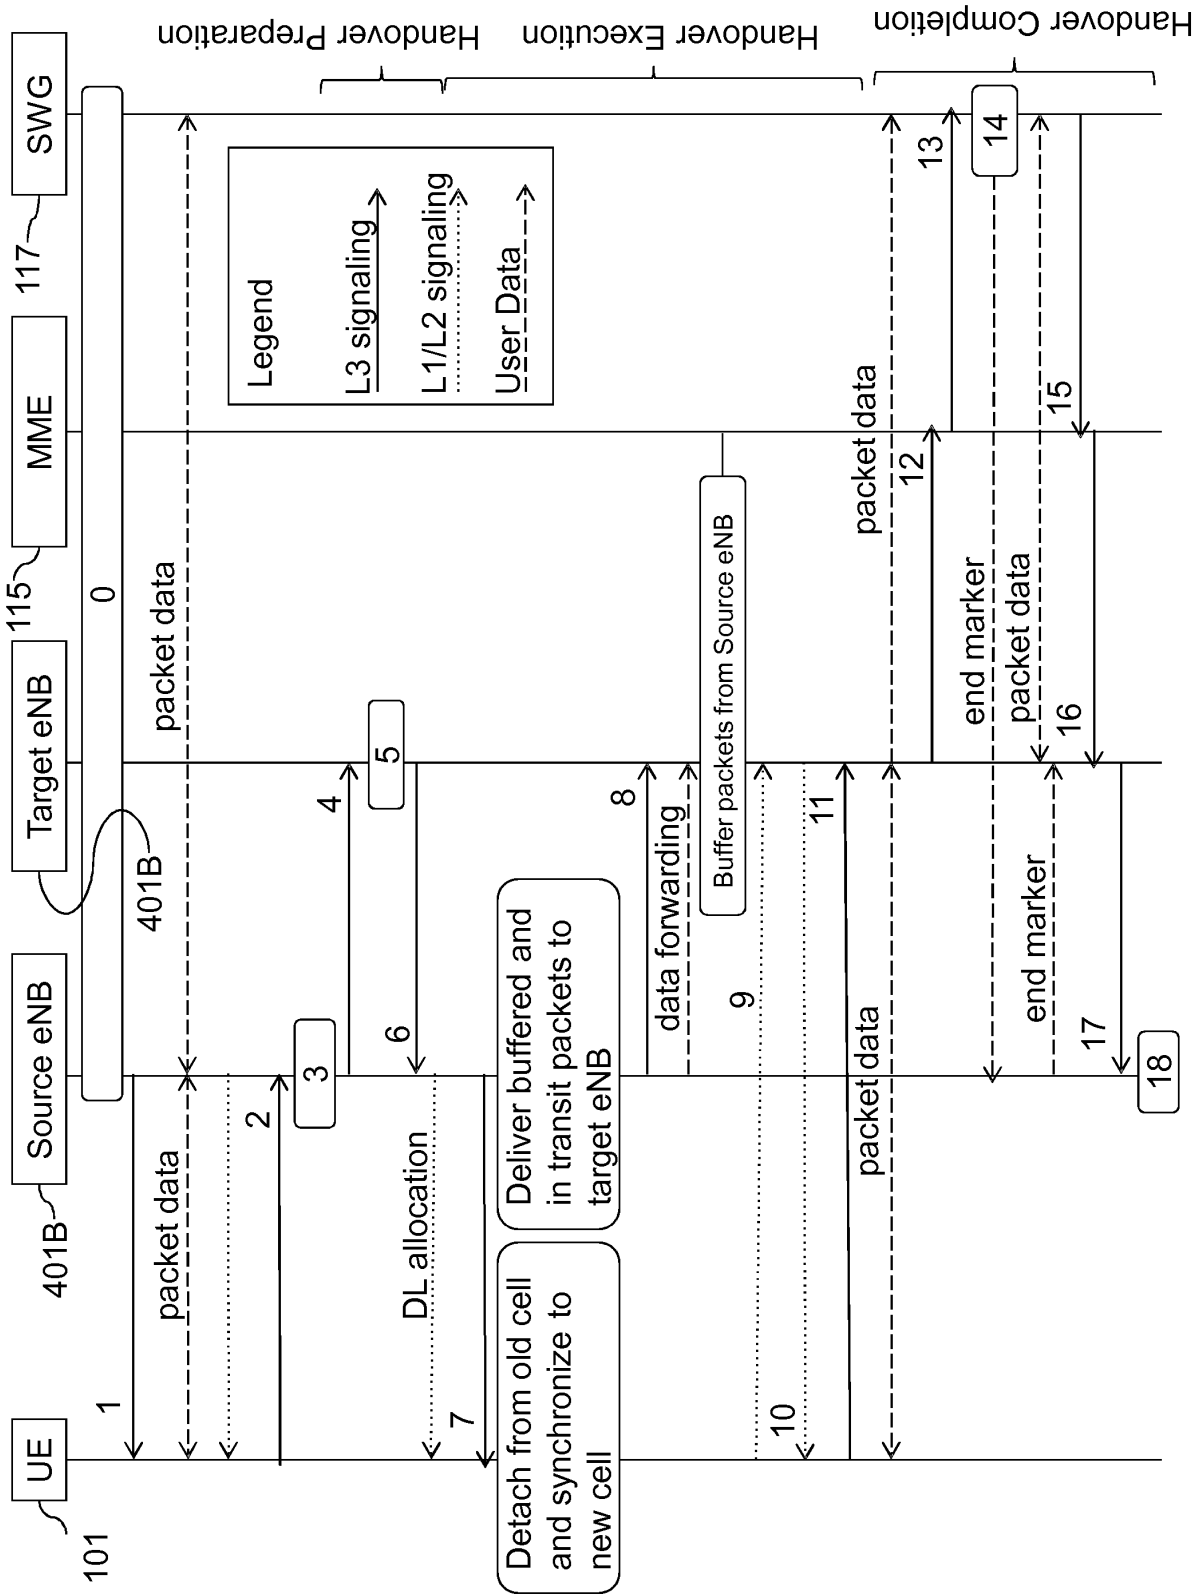 UE
Source eNB
Target eNB
MME
SWG
101
401B
401B
115
117
0
1
packet data
packet data
2
3
4
5
6
DL allocation
7
Legend
L3 signaling
L1/L2 signaling
User Data
Handover Preparation
Detach from old cell
and synchronize to
new cell
Deliver buffered and
in transit packets to
target eNB
8
data forwarding
Buffer packets from Source eNB
9
10
11
Handover Execution
packet data
packet data
12
13
end marker
14
packet data
end marker
15
16
17
18
Handover Completion